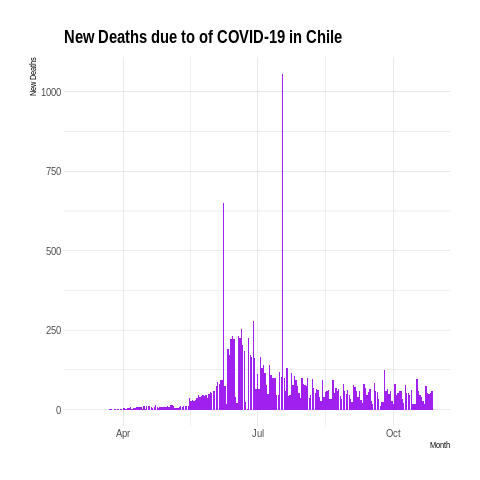 New Deaths due to of COVID-19 in Chile
New Deaths
1000
750
500
250
0
Apr
Jul
Oct
Month